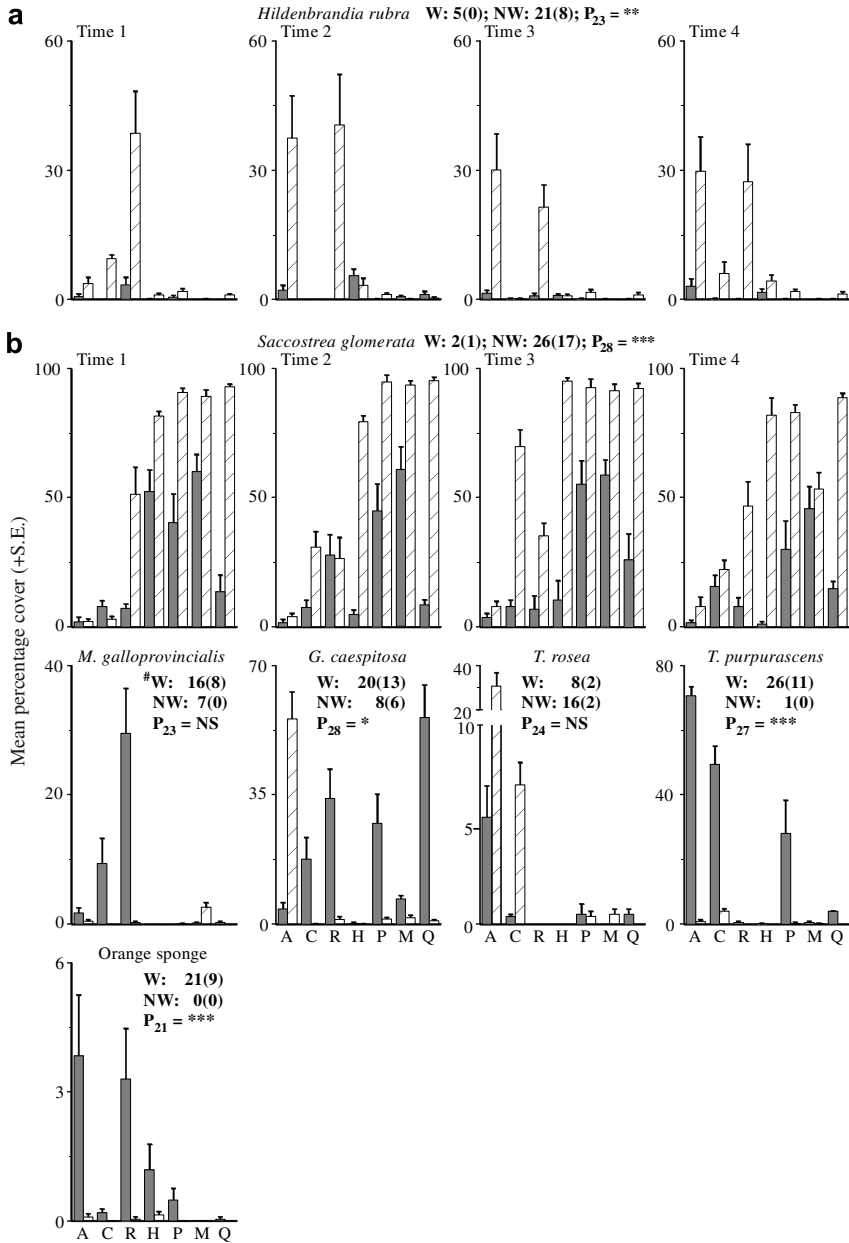 a
Hildenbrandia rubra W: 5(0); NW: 21(8); P23 = **
Time 1 Time 2 Time 3 Time 4
60 60 60 60
30 30 30 30
0 0 0 0
b
Saccostrea glomerata W: 2(1); NW: 26(17); P28 = ***
Time 1 Time 2 Time 3 Time 4
100 100 100 100
50 50 50 50
0 0 0 0
Mean percentage cover (+S.E.)
M. galloprovincialis G. caespitosa T. rosea T. purpurascens
40 70 40 80
#W: 16(8) W: 20(13) W: 8(2) W: 26(11)
NW: 7(0) NW: 8(6) 20 NW: 16(2) NW: 1(0)
P23 = NS P28 = * 10 P24 = NS P27 = ***
20 35 5 40
0 0 0 0
A C R H P M Q A C R H P M Q A C R H P M Q
Orange sponge
6
W: 21(9)
NW: 0(0)
P21 = ***
3
0
A C R H P M Q